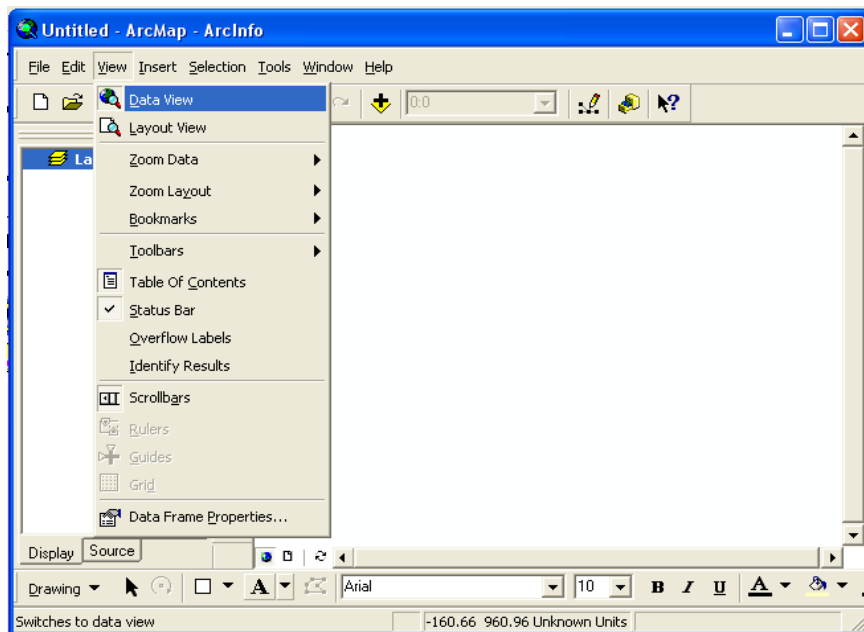 Untitled - ArcMap - ArcInfo
File Edit View Insert Selection Tools Window Help
0:0
Data View
Layout View
La
Zoom Data
Zoom Layout
Bookmarks
Toolbars
Table Of Contents
Status Bar
Overflow Labels
Identify Results
Scrollbars
Rulers
Guides
Grid
Data Frame Properties...
Display Source
Drawing A Arial 10 B I U A
Switches to data view -160.66 960.96 Unknown Units